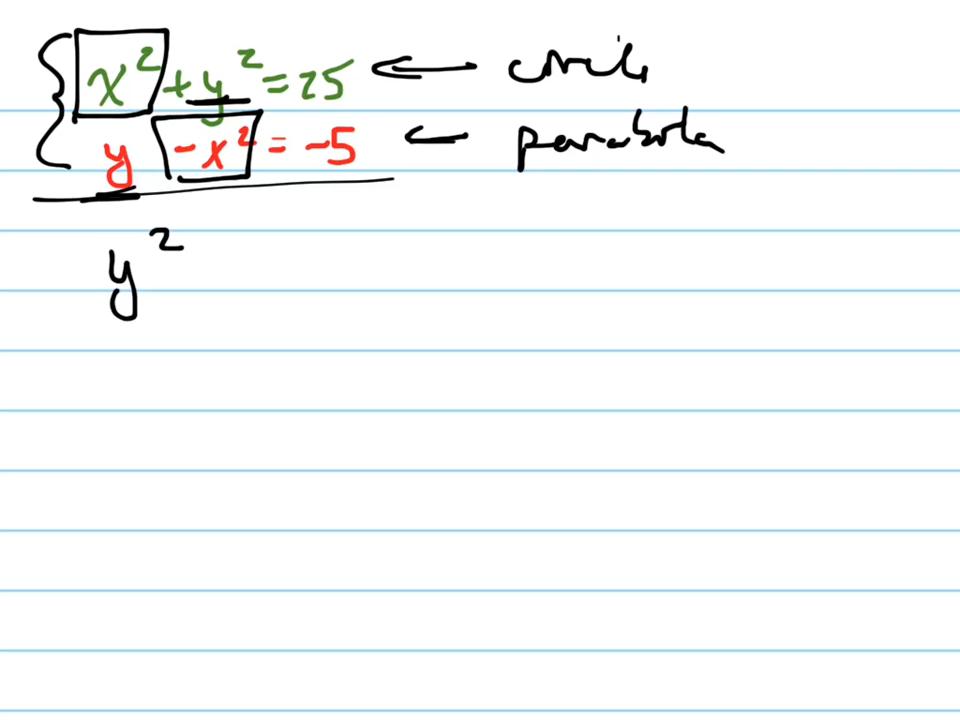 x² + y² = 25 ← circle
y - x² = -5 ← parabola
y²